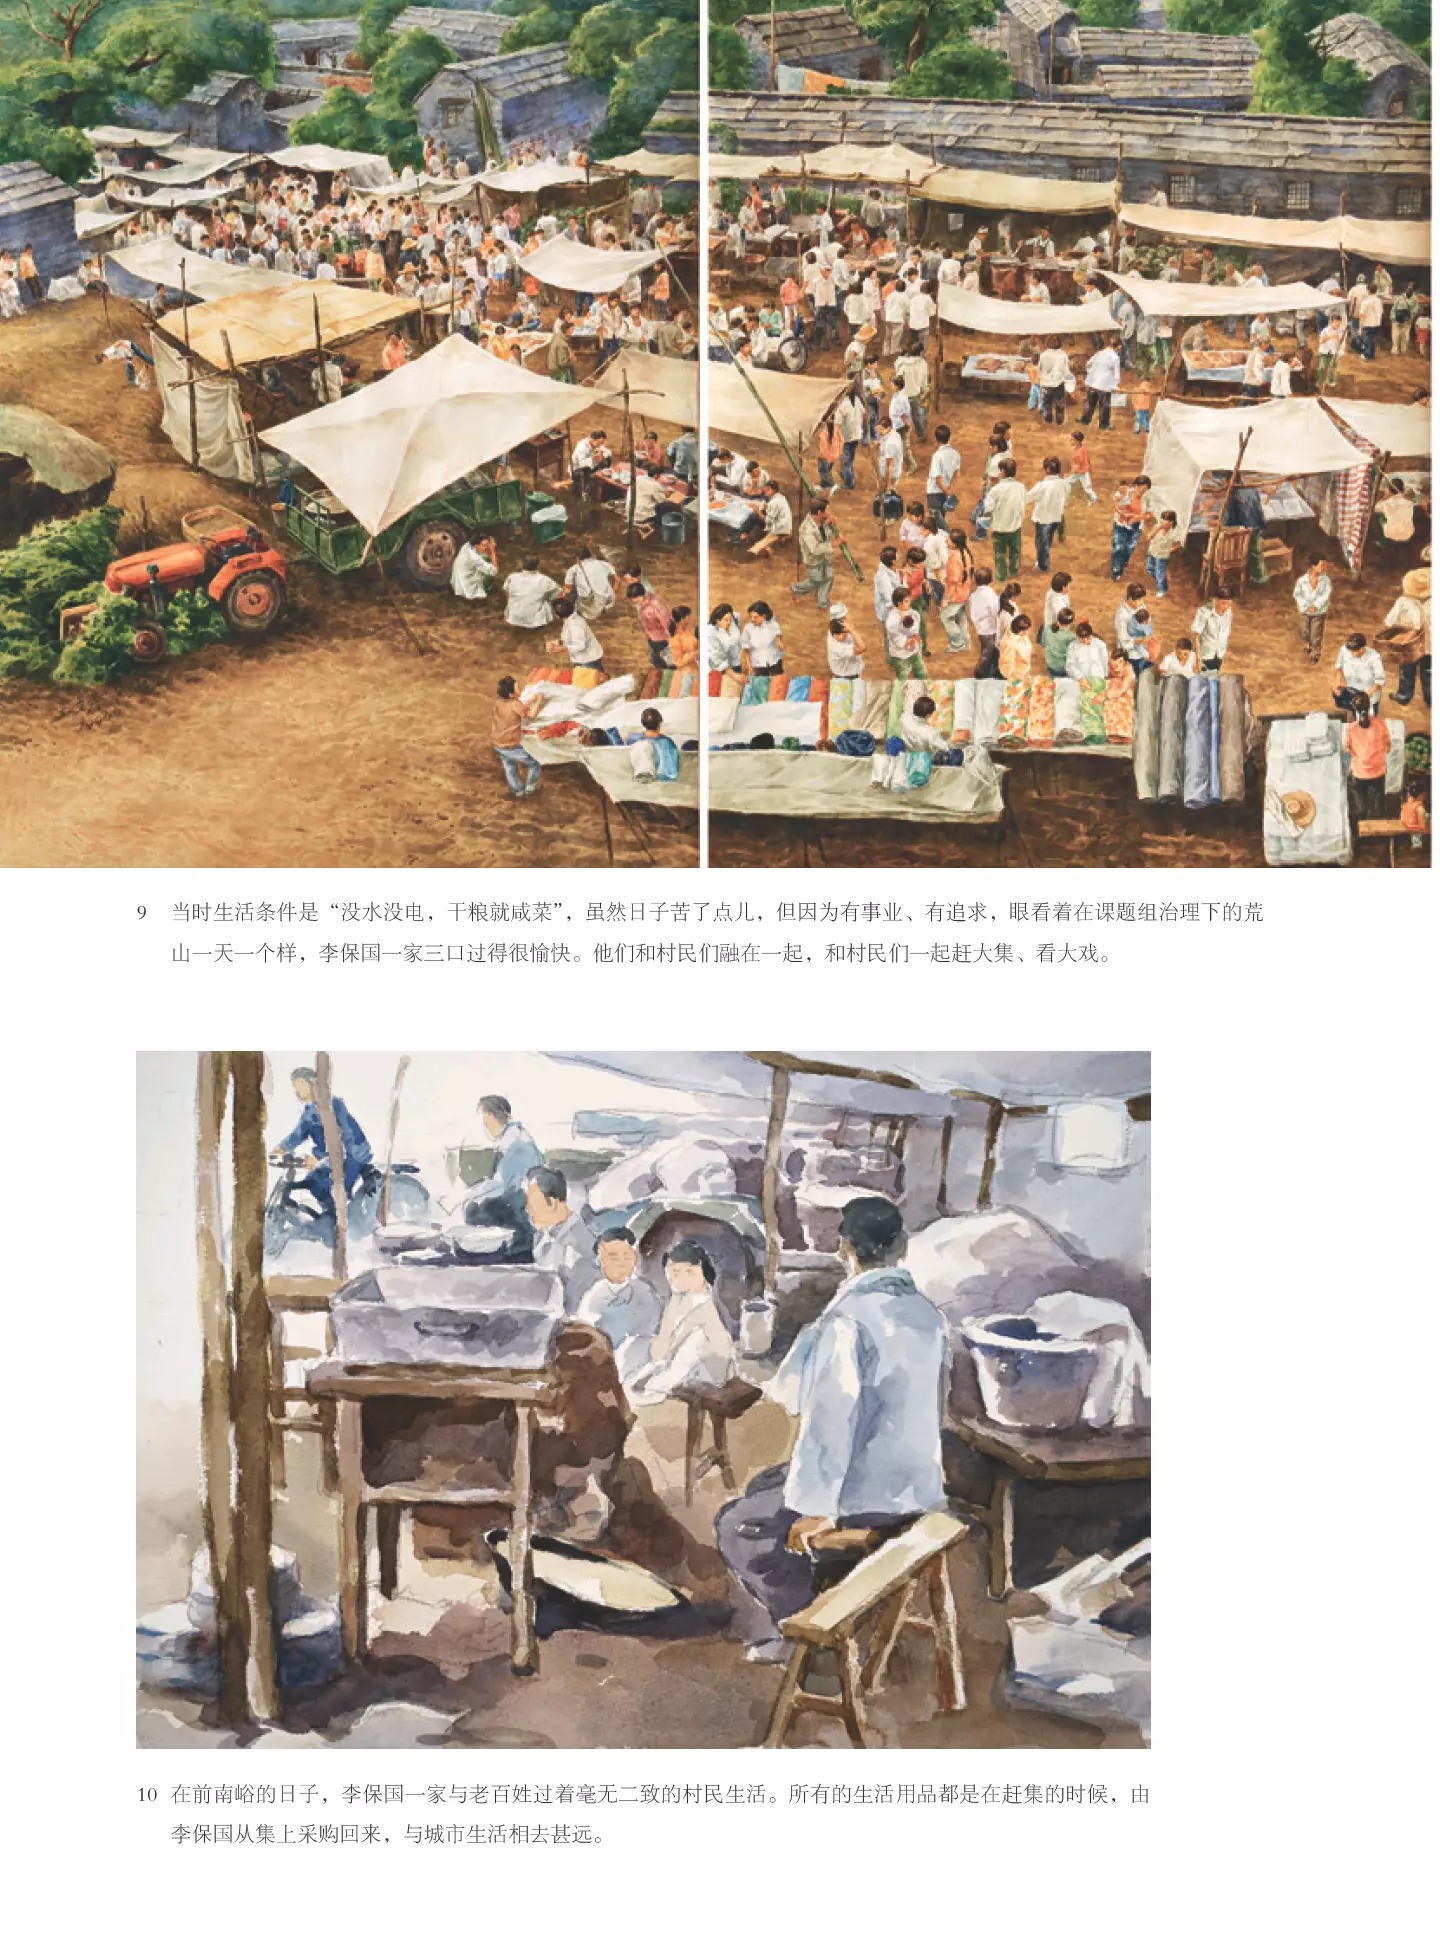 9 当时生活条件是“没水没电，干粮就咸菜”，虽然日子苦了点儿，但因为有事业、有追求，眼看着在课题组治理下的荒
山一天一个样，李保国一家三口过得很愉快。他们和村民们融在一起，和村民们一起赶大集、看大戏。
10 在前南峪的日子，李保国一家与老百姓过着毫无二致的村民生活。所有的生活用品都是在赶集的时候，由
李保国从集上采购回来，与城市生活相去甚远。